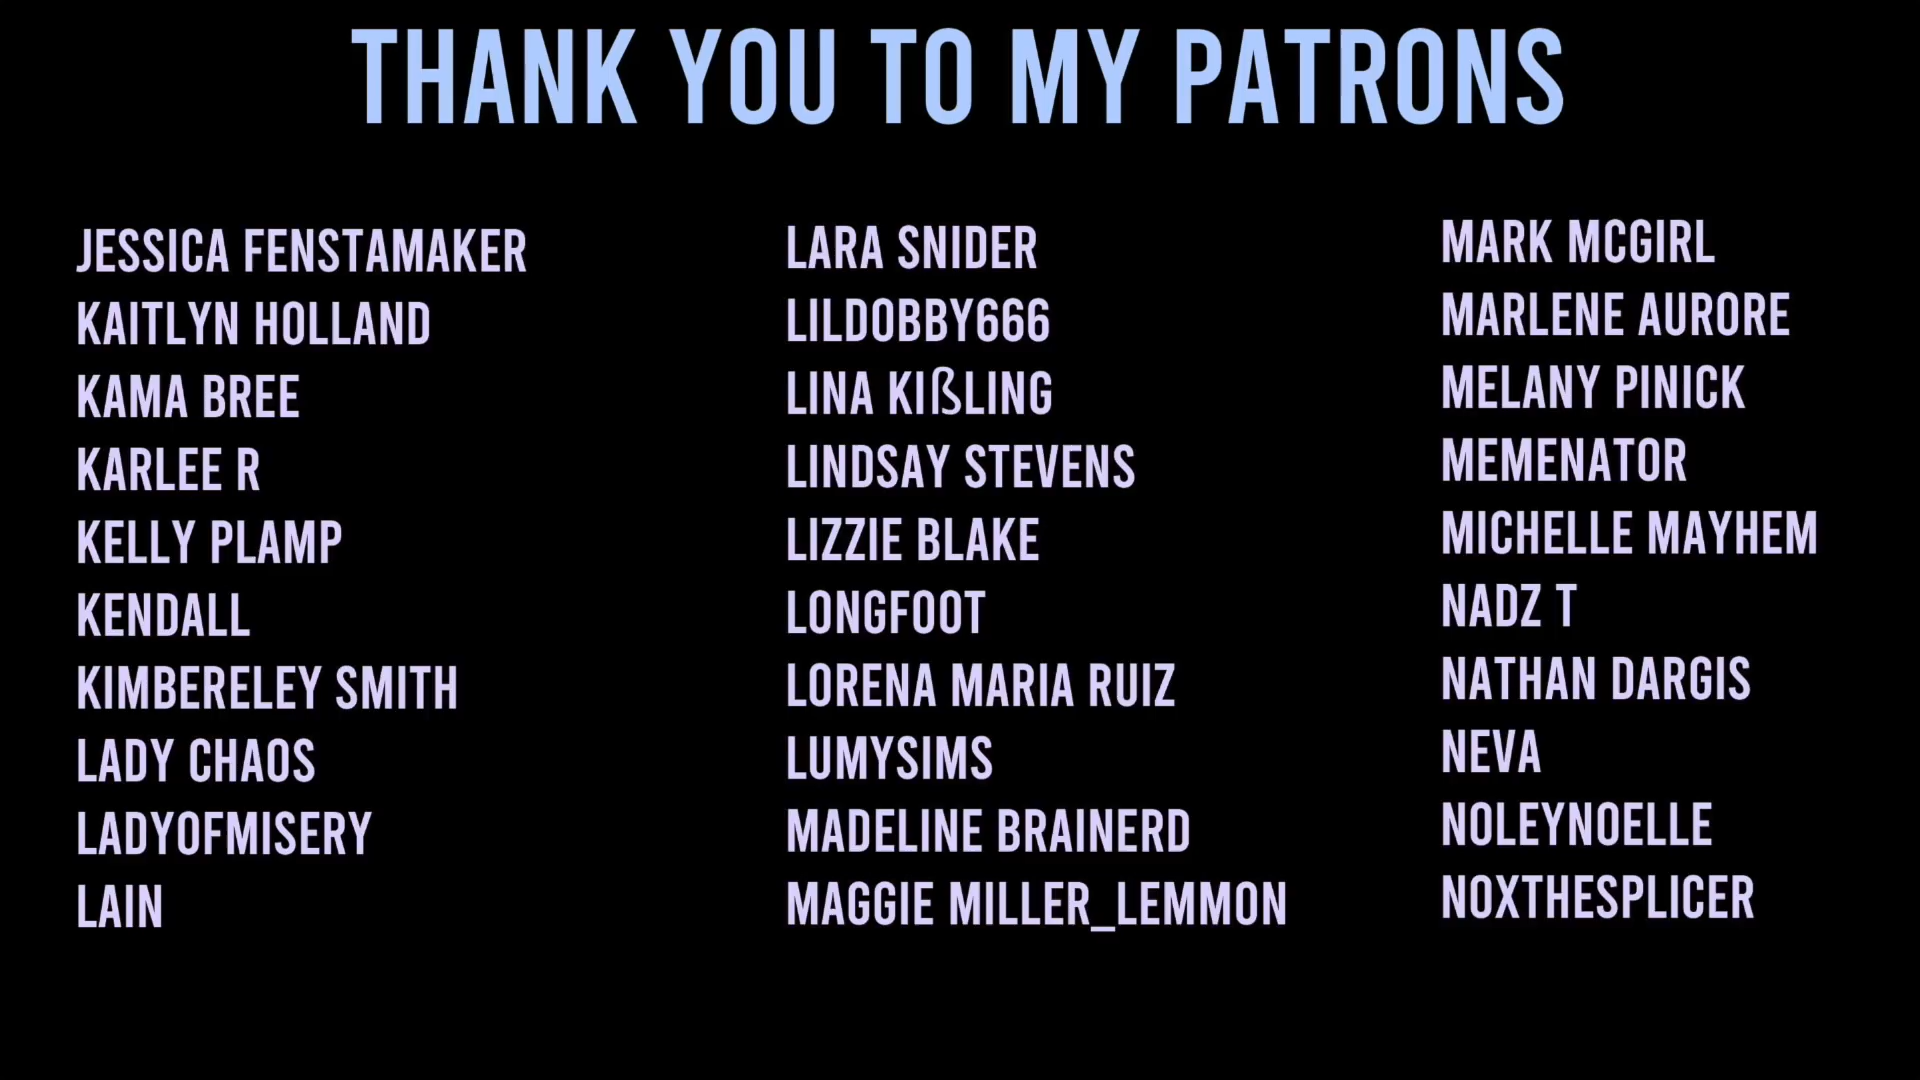 THANK YOU TO MY PATRONS
JESSICA FENSTAMAKER
KAITLYN HOLLAND
KAMA BREE
KARLEE R
KELLY PLAMP
KENDALL
KIMBERELEY SMITH
LADY CHAOS
LADYOFMISERY
LAIN
LARA SNIDER
LILDOBBY666
LINA KIßLING
LINDSAY STEVENS
LIZZIE BLAKE
LONGFOOT
LORENA MARIA RUIZ
LUMYSIMS
MADELINE BRAINERD
MAGGIE MILLER_LEMMON
MARK MCGIRL
MARLENE AURORE
MELANY PINICK
MEMENATOR
MICHELLE MAYHEM
NADZ T
NATHAN DARGIS
NEVA
NOLEYNOELLE
NOXTHESPLICER